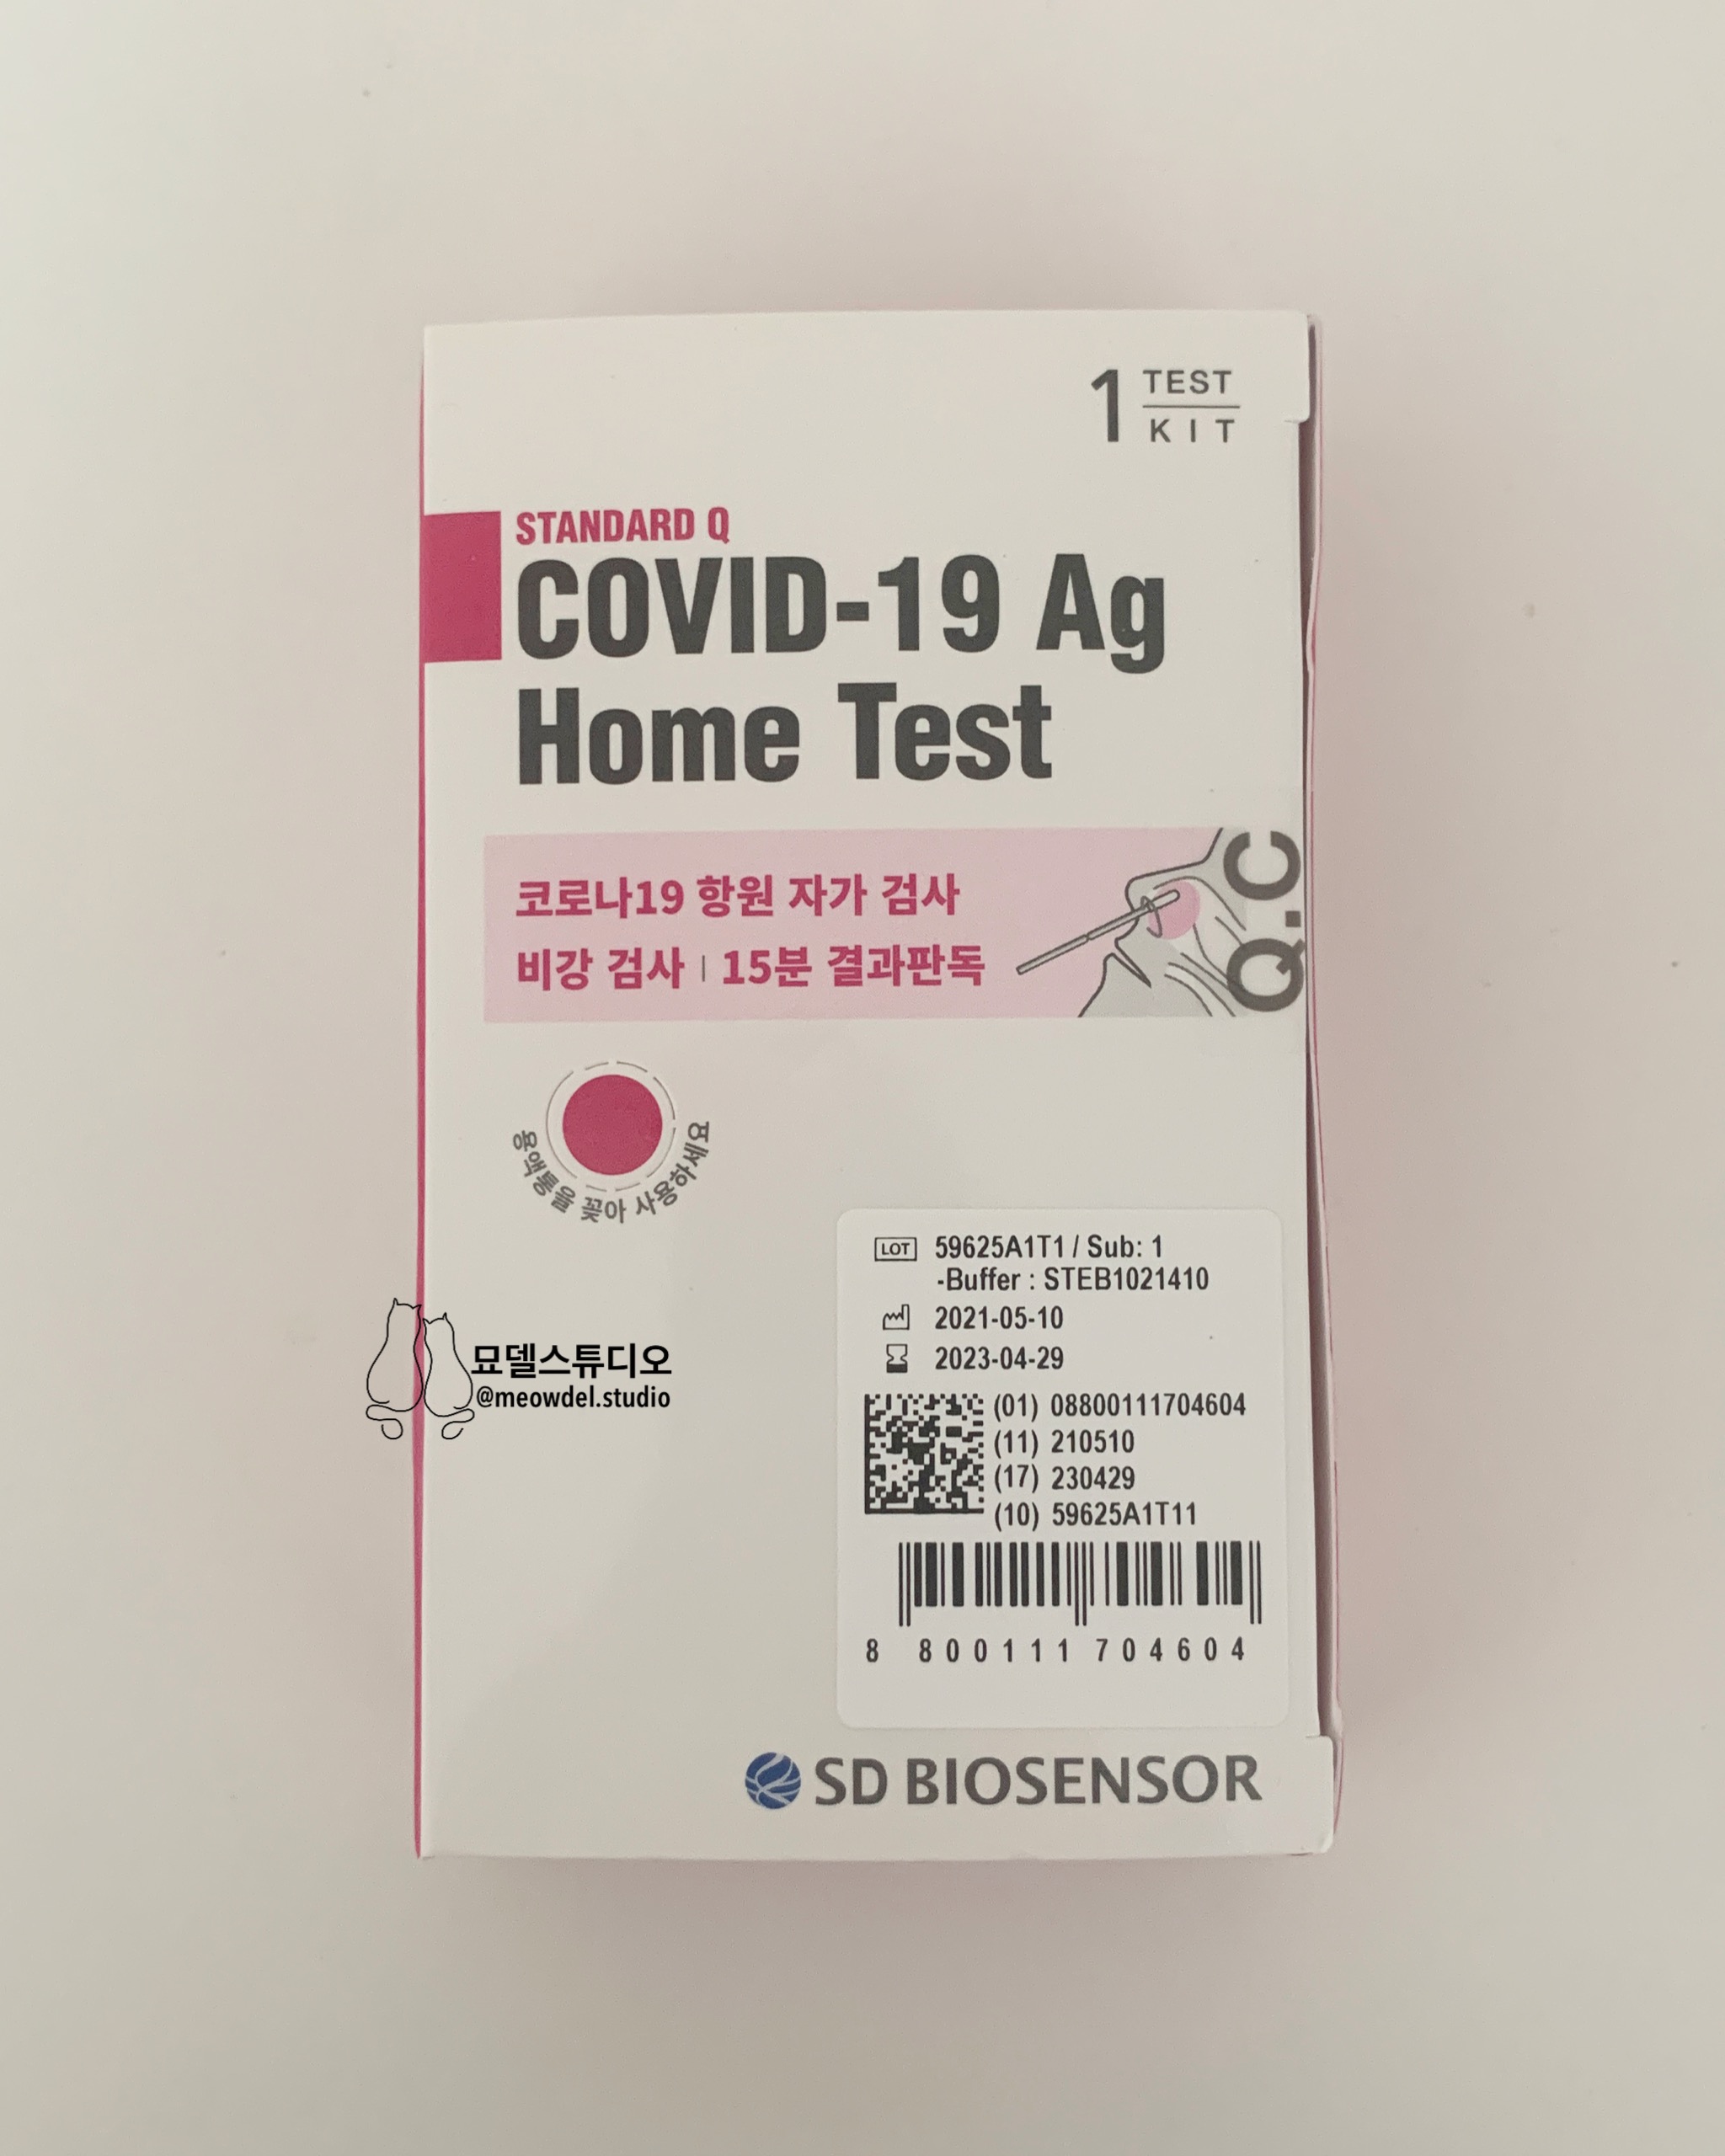 1 TEST
KIT
STANDARD Q
COVID-19 Ag
Home Test
코로나19 항원 자가 검사
비강 검사 | 15분 결과판독
Q.C
용액통을 꽂아 사용하세요
LOT 59625A1T1 / Sub: 1
-Buffer : STEB1021410
2021-05-10
2023-04-29
묘델스튜디오
@meowdel.studio
(01) 08800111704604
(11) 210510
(17) 230429
(10) 59625A1T11
8 800111 704604
SD BIOSENSOR